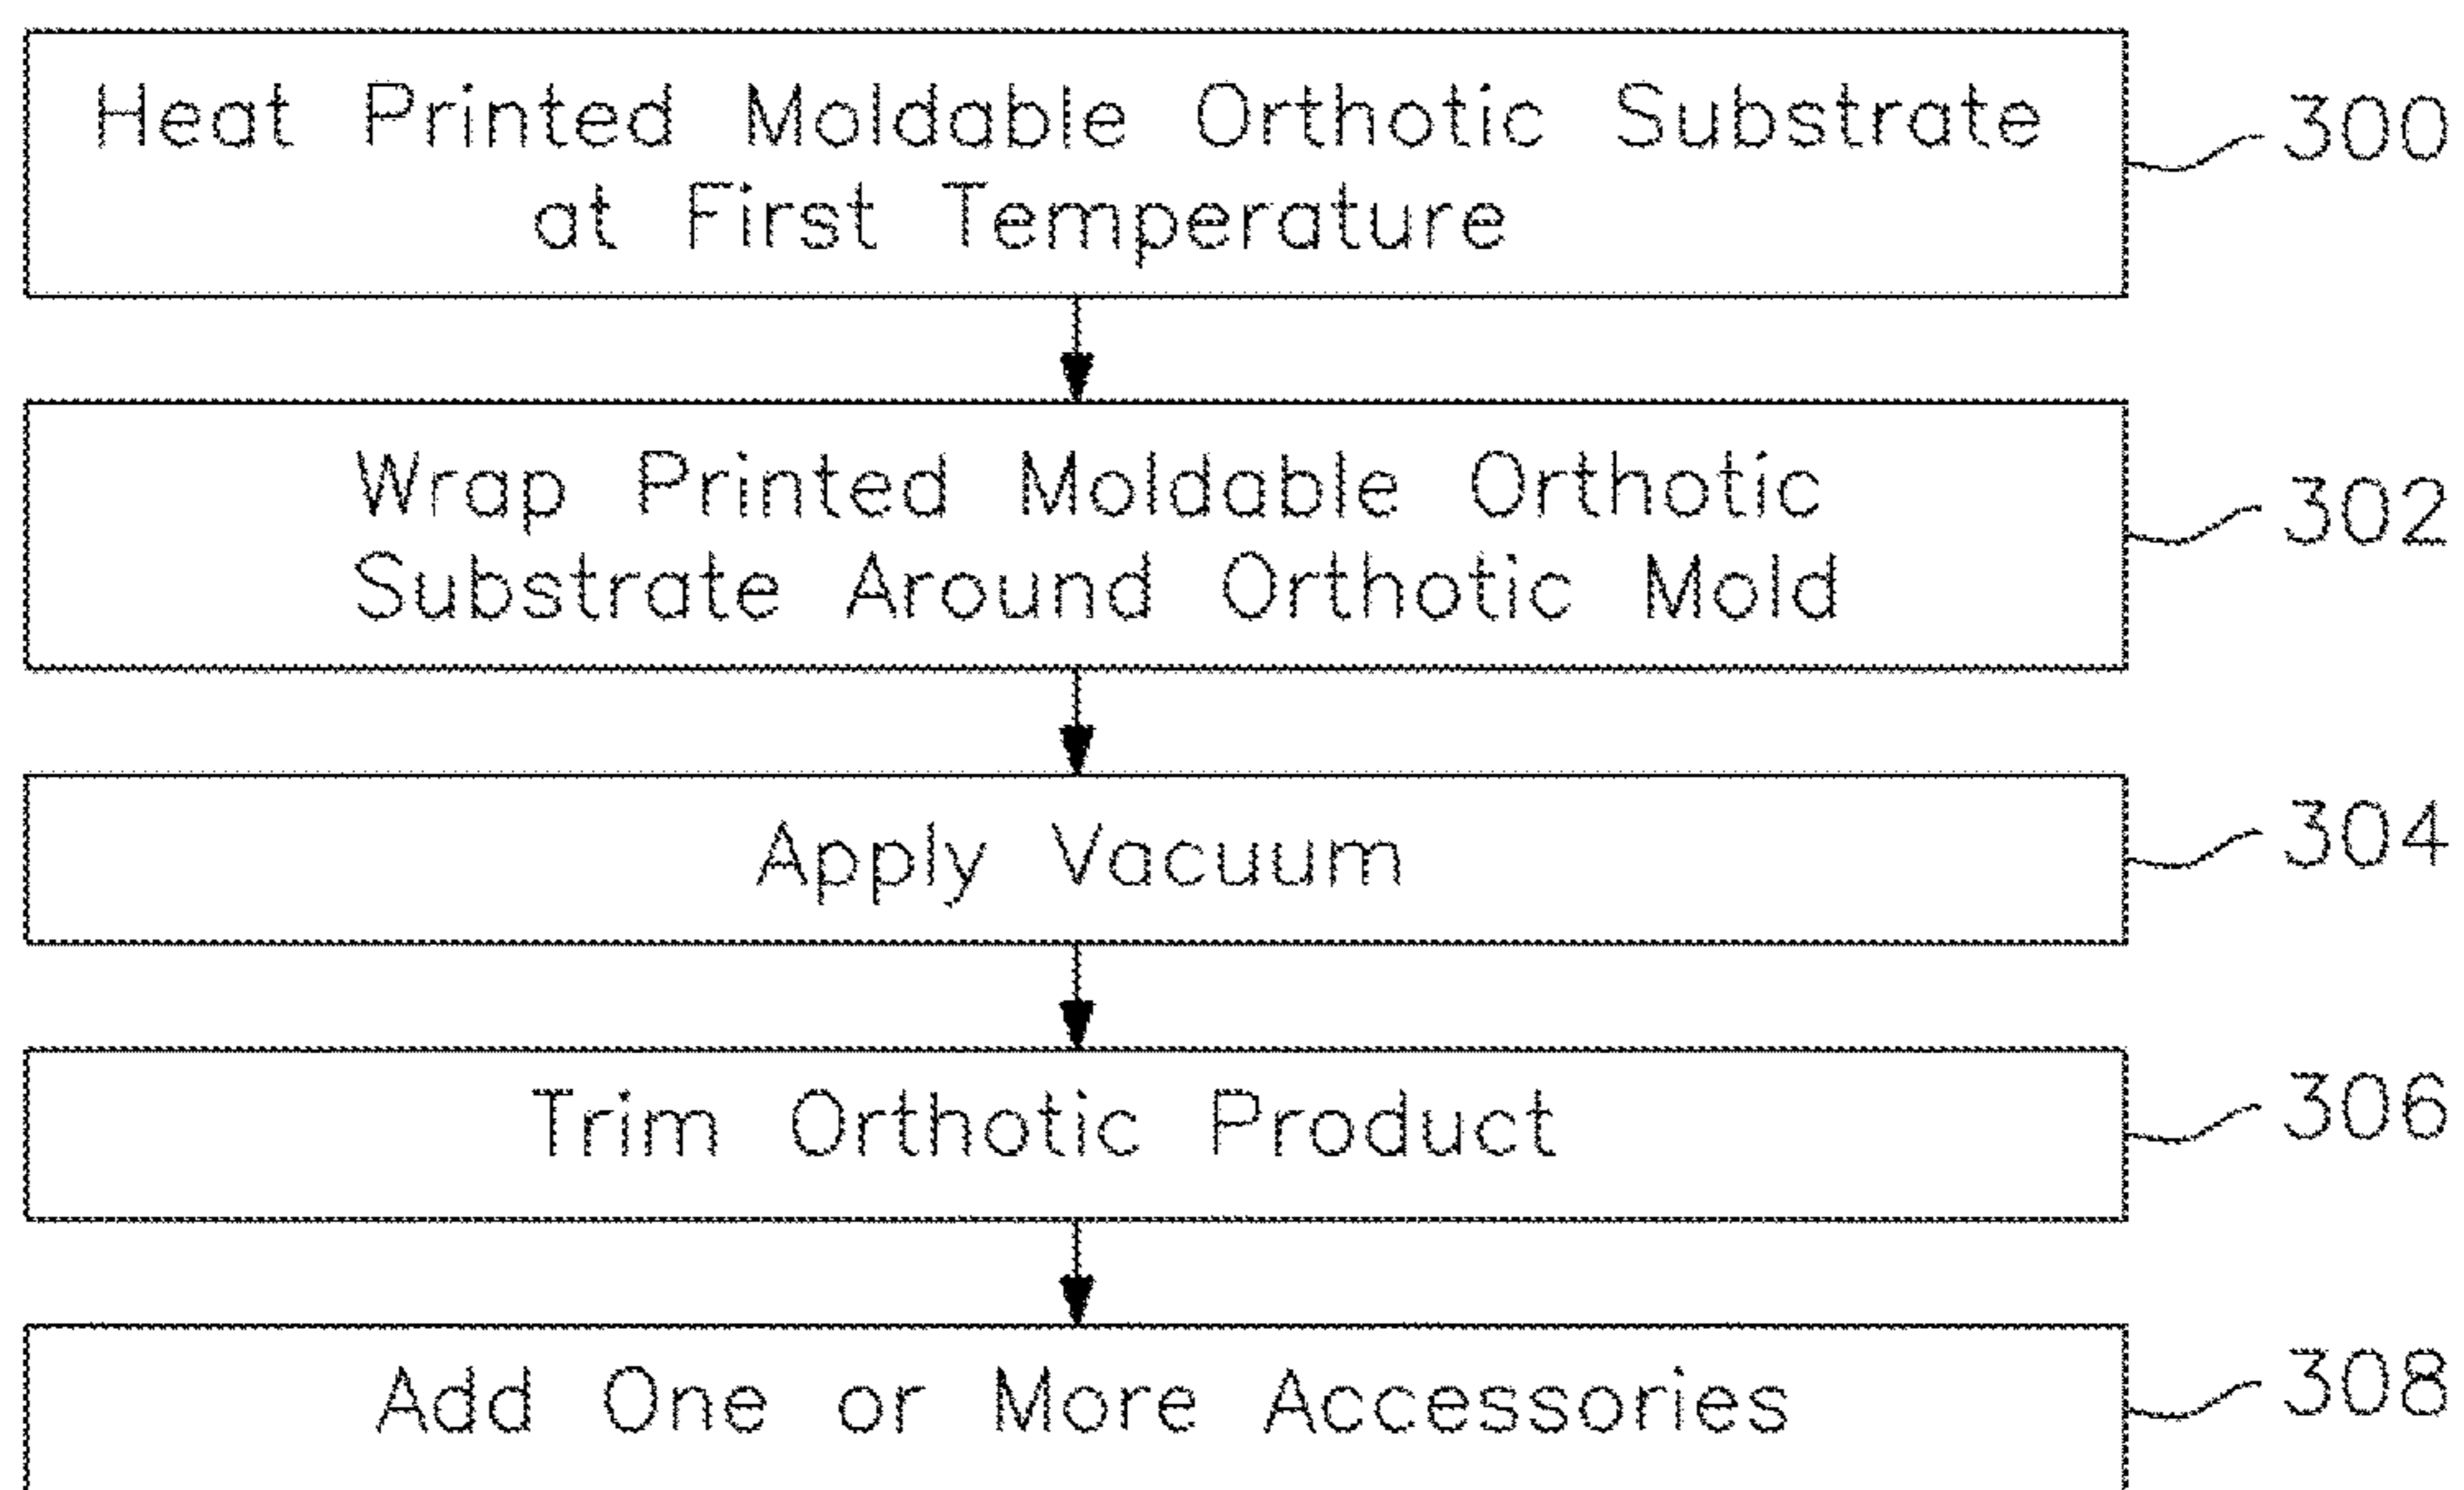 Heat Printed Moldable Orthotic Substrate
at First Temperature
300
Wrap Printed Moldable Orthotic
Substrate Around Orthotic Mold
302
Apply Vacuum
304
Trim Orthotic Product
306
Add One or More Accessories
308